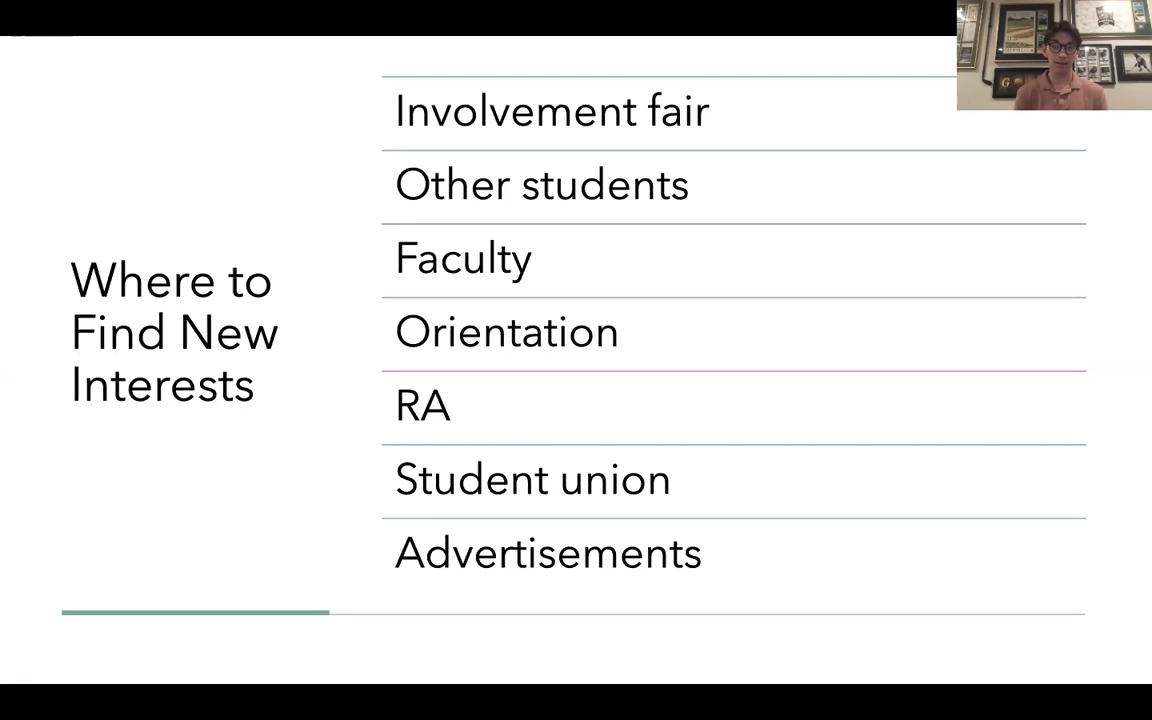 Where to
Find New
Interests
Involvement fair
Other students
Faculty
Orientation
RA
Student union
Advertisements